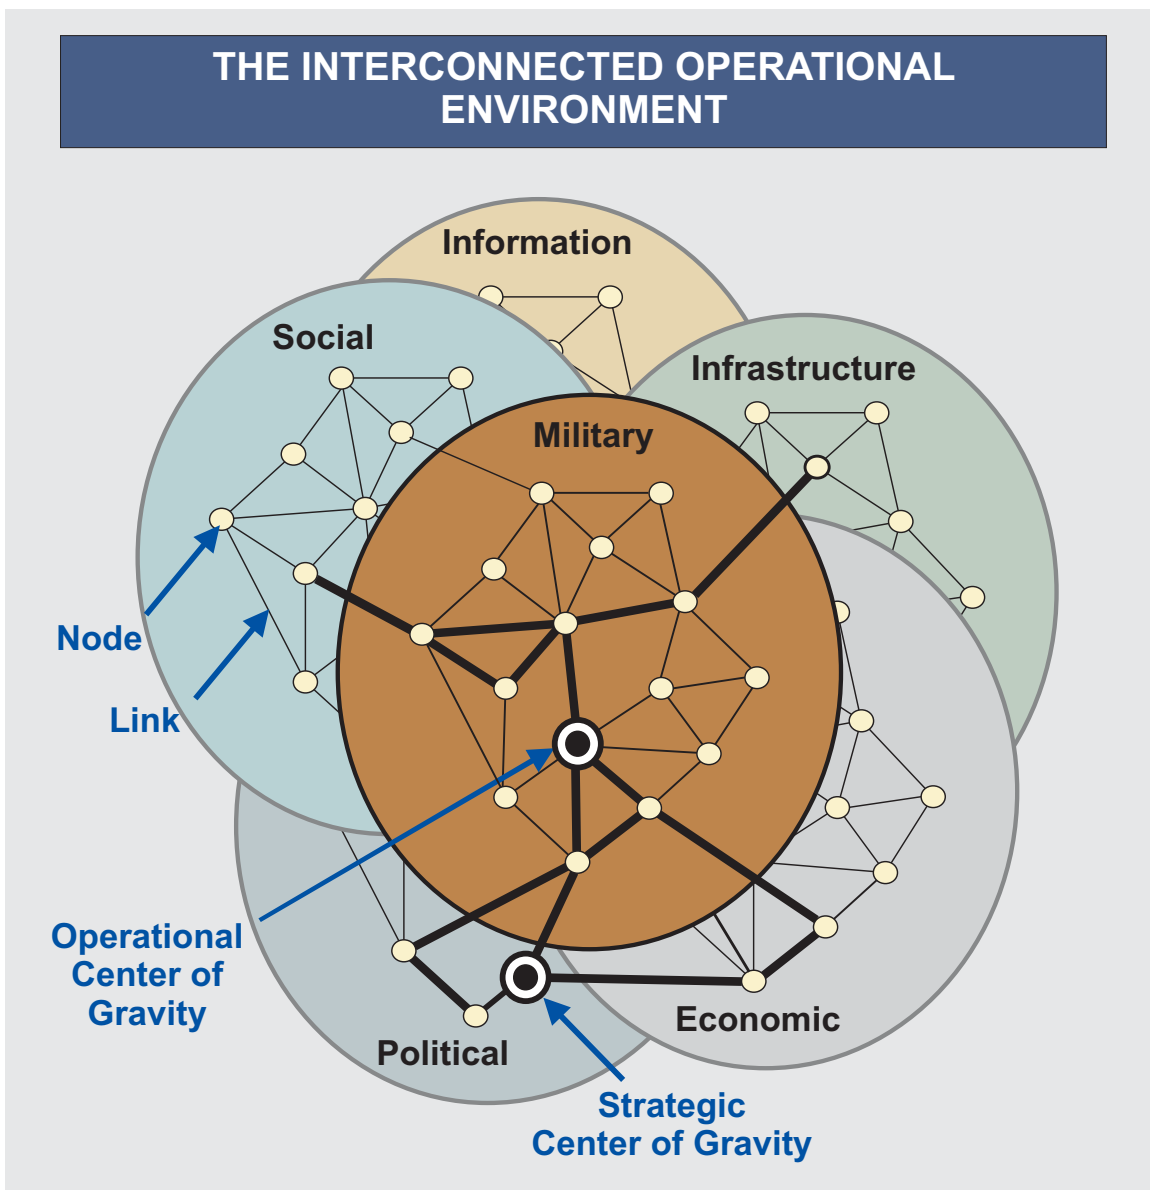 THE INTERCONNECTED OPERATIONAL
ENVIRONMENT
Information
Social
Infrastructure
Military
Node
Link
Operational
Center of
Gravity
Economic
Political
Strategic
Center of Gravity